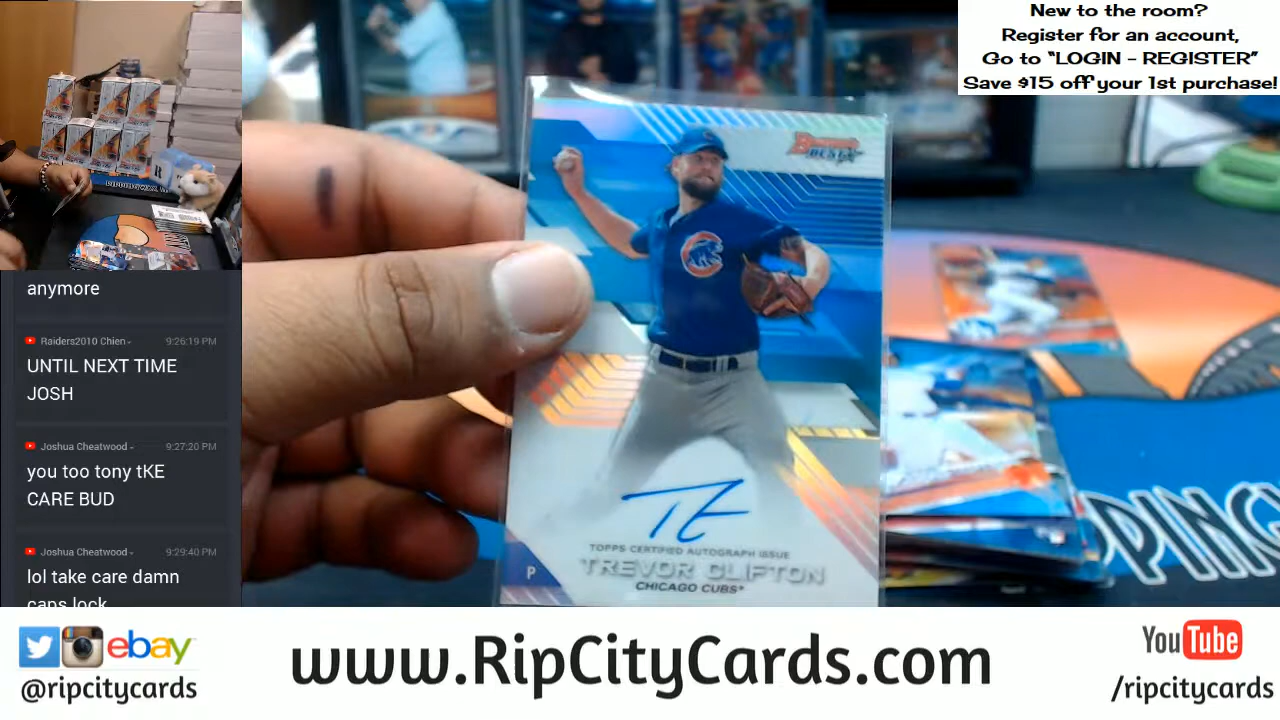 New to the room?
Register for an account,
Go to “LOGIN - REGISTER”
Save $15 off your 1st purchase!
anymore
Raiders2010 Chien
9:26:19 PM
UNTIL NEXT TIME
JOSH
Joshua Cheatwood
9:27:20 PM
you too tony tKE
CARE BUD
Joshua Cheatwood
9:29:40 PM
lol take care damn
caps lock
Bowman
BEST
TOPPS CERTIFIED AUTOGRAPH ISSUE
P
TREVOR CLIFTON
CHICAGO CUBS
ebay
@ripcitycards
www.RipCityCards.com
YouTube
/ripcitycards